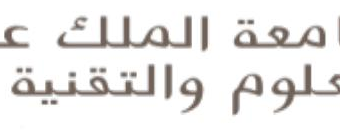 امعة الملك ع
علوم والتقنية